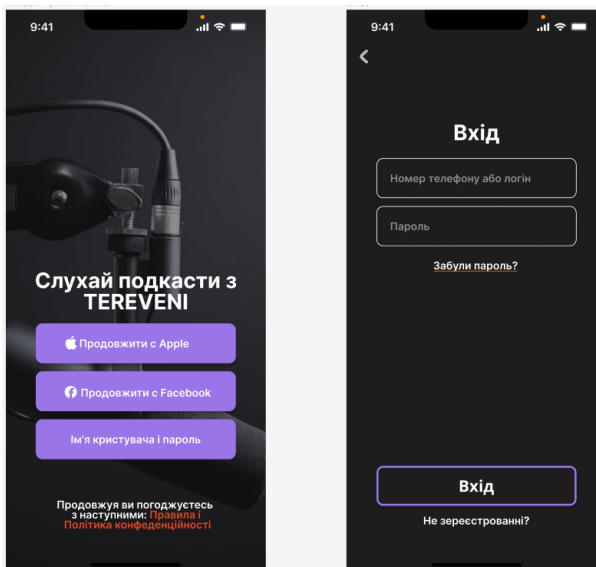 9:41
Слухай подкасти з
TEREVENI
Продовжити с Apple
Продовжити с Facebook
Ім'я кристувача і пароль
Продовжуя ви погоджуєтесь
з наступними: Правила і
Політика конфеденційності
9:41
Вхід
Номер телефону або логін
Пароль
Забули пароль?
Вхід
Не зереєстрованні?